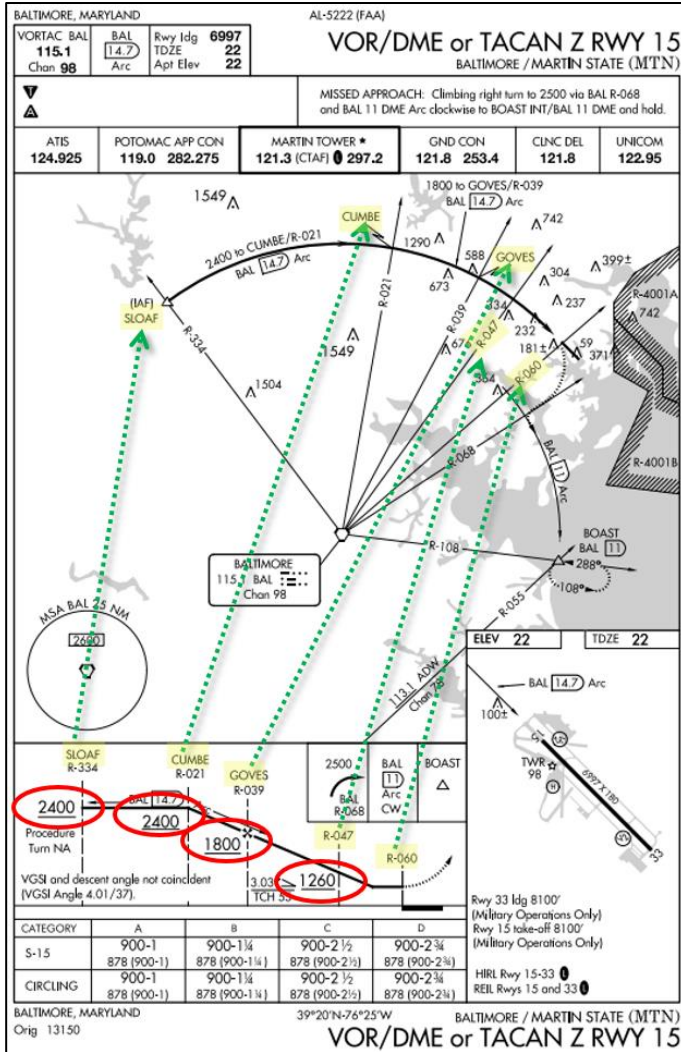 BALTIMORE, MARYLAND
AL-5222 (FAA)
VORTAC BAL
115.1
Chan 98
BAL
14.7
Arc
Rwy ldg 6997
TDZE 22
Apt Elev 22
VOR/DME or TACAN Z RWY 15
BALTIMORE / MARTIN STATE (MTN)
T
A
MISSED APPROACH: Climbing right turn to 2500 via BAL R-068
and BAL 11 DME Arc clockwise to BOAST INT/BAL 11 DME and hold.
ATIS
124.925
POTOMAC APP CON
119.0 282.275
MARTIN TOWER ★
121.3 (CTAF) L 297.2
GND CON
121.8 253.4
CLNC DEL
121.8
UNICOM
122.95
1549
CUMBE
1800 to GOVES/R-039
BAL 14.7 Arc
2400 to CUMBE/R-021
BAL 14.7 Arc
1290
742
588
GOVES
399±
673
304
R-4001A
(IAF)
SLOAF
R-021
R-039
334
237
742
R-334
1549
67
R-047
232
181±
59
371
364
R-060
1504
R-068
BAL 11 Arc
R-4001B
R-108
BOAST
BAL 11
288°
108°
BALTIMORE
115.1 BAL
Chan 98
R-055
MSA BAL 25 NM
2600
113.1 ADW
Chan 78
ELEV 22
TDZE 22
BAL 14.7 Arc
100±
15
TWR
98
H
6997 X 180
33
SLOAF
R-334
CUMBE
R-021
GOVES
R-039
2500
BAL
R-068
BAL
11
Arc
CW
BOAST
2400
BAL 14.7
2400
1800
R-047
1260
R-060
Procedure
Turn NA
VGSI and descent angle not coincident
(VGSI Angle 4.01/37).
3.03°
TCH 55
CATEGORY A B C D
S-15
900-1
878 (900-1)
900-1¼
878 (900-1¼)
900-2½
878 (900-2½)
900-2¾
878 (900-2¾)
CIRCLING
900-1
878 (900-1)
900-1¼
878 (900-1¼)
900-2½
878 (900-2½)
900-2¾
878 (900-2¾)
Rwy 33 ldg 8100'
(Military Operations Only)
Rwy 15 take-off 8100'
(Military Operations Only)
HIRL Rwy 15-33 L
REIL Rwys 15 and 33 L
BALTIMORE, MARYLAND
Orig 13150
39°20'N-76°25'W
BALTIMORE / MARTIN STATE (MTN)
VOR/DME or TACAN Z RWY 15